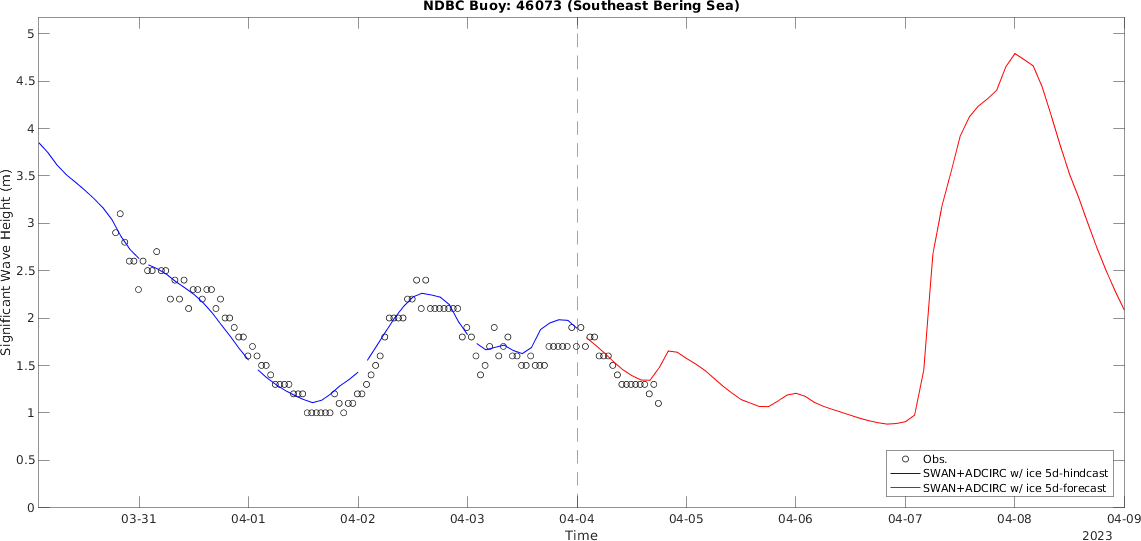 NDBC Buoy: 46073 (Southeast Bering Sea)
5
4.5
4
3.5
3
2.5
2
1.5
1
0.5
0
Significant Wave Height (m)
Obs.
SWAN+ADCIRC w/ ice 5d-hindcast
SWAN+ADCIRC w/ ice 5d-forecast
03-31 04-01 04-02 04-03 04-04 04-05 04-06 04-07 04-08 04-09
Time
2023